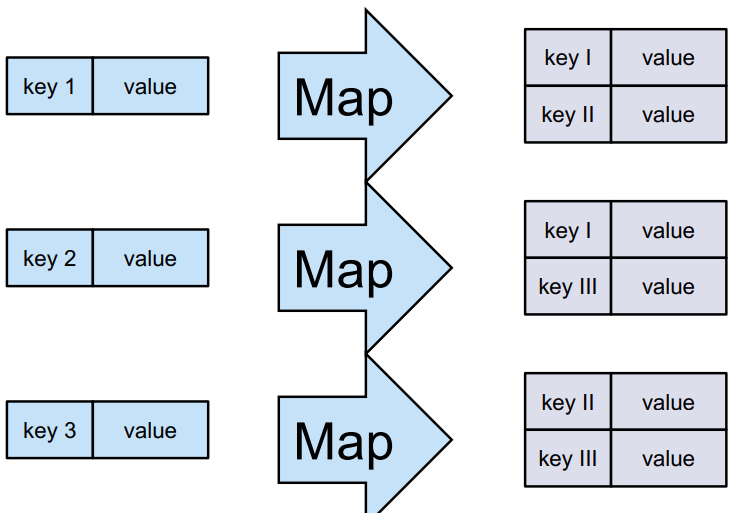 key 1 value
Map
key I value
key II value
key 2 value
Map
key I value
key III value
key 3 value
Map
key II value
key III value